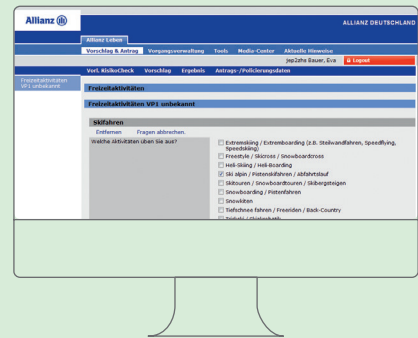 Allianz
ALLIANZ DEUTSCHLAND
Allianz Leben
Vorschlag & Antrag Vorgangsverwaltung Tools Media-Center Aktuelle Hinweise
jep2zhs Bauer, Eva Logout
Vorl. RisikoCheck Vorschlag Ergebnis Antrags-/Policierungsdaten
Freizeitaktivitäten
VP1 unbekannt
Freizeitaktivitäten
Freizeitaktivitäten VP1 unbekannt
Skifahren
Entfernen Fragen abbrechen.
Welche Aktivitäten üben Sie aus?
Extremskiing / Extremboarding (z.B. Steilwandfahrten, Speedflying,
Speedskiing)
Freestyle / Skicross / Snowboardcross
Heli-Skiing / Heli-Boarding
Ski alpin / Pistenskifahren / Abfahrtslauf
Skitouren / Snowboardtouren / Skibergsteigen
Snowboarding / Pistenfahren
Snowkiten
Tiefschnee fahren / Freeriden / Back-Country